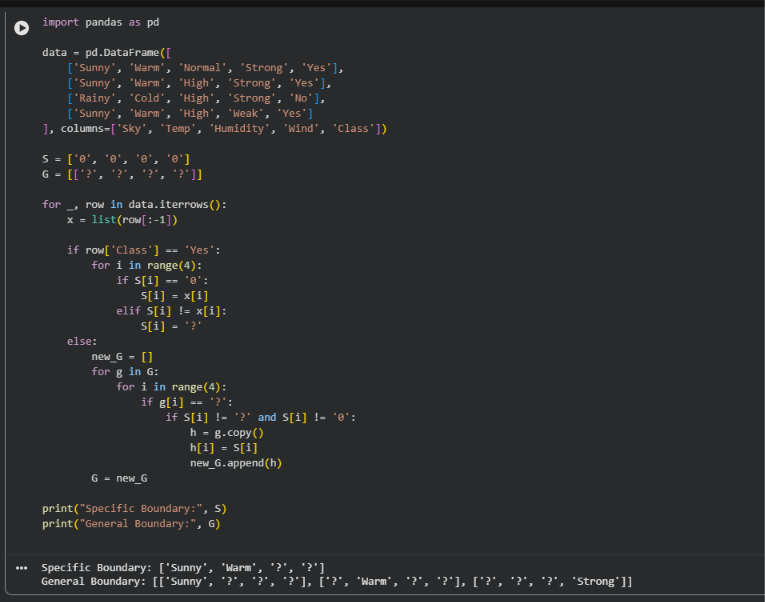 import pandas as pd
data = pd.DataFrame([
    ['Sunny', 'Warm', 'Normal', 'Strong', 'Yes'],
    ['Sunny', 'Warm', 'High', 'Strong', 'Yes'],
    ['Rainy', 'Cold', 'High', 'Strong', 'No'],
    ['Sunny', 'Warm', 'High', 'Weak', 'Yes']
], columns=['Sky', 'Temp', 'Humidity', 'Wind', 'Class'])
S = ['0', '0', '0', '0']
G = [['?', '?', '?', '?']]
for _, row in data.iterrows():
    x = list(row[:-1])
    if row['Class'] == 'Yes':
        for i in range(4):
            if S[i] == '0':
                S[i] = x[i]
            elif S[i] != x[i]:
                S[i] = '?'
    else:
        new_G = []
        for g in G:
            for i in range(4):
                if g[i] == '?':
                    if S[i] != '?' and S[i] != '0':
                        h = g.copy()
                        h[i] = S[i]
                        new_G.append(h)
        G = new_G
print("Specific Boundary:", S)
print("General Boundary:", G)
Specific Boundary: ['Sunny', 'Warm', '?', '?']
General Boundary: [['Sunny', '?', '?', '?'], ['?', 'Warm', '?', '?'], ['?', '?', '?', 'Strong']]